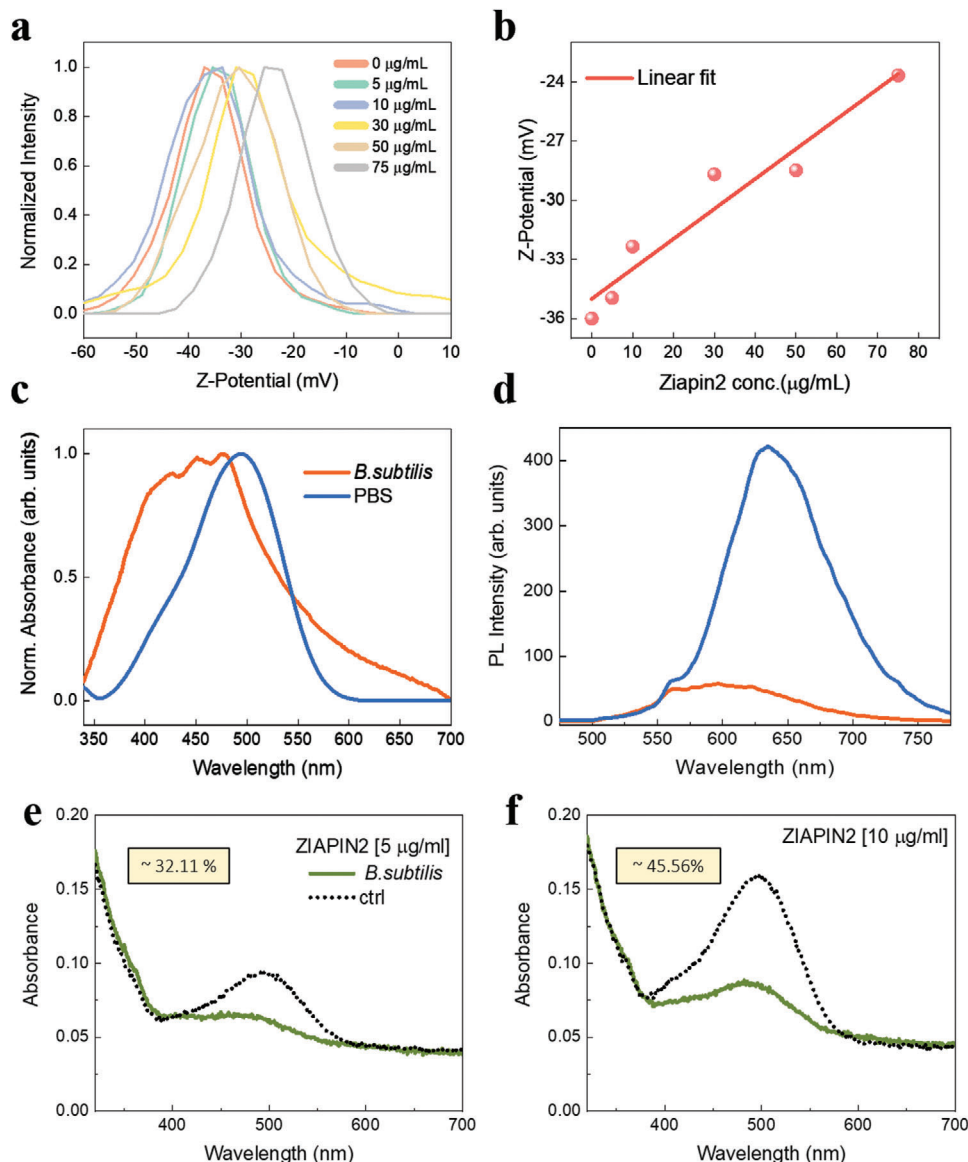 a
1.0
0.8
0.6
0.4
0.2
0.0
Normalized Intensity
0 µg/mL
5 µg/mL
10 µg/mL
30 µg/mL
50 µg/mL
75 µg/mL
-60 -50 -40 -30 -20 -10 0 10
Z-Potential (mV)
b
-24
-27
-30
-33
-36
Z-Potential (mV)
Linear fit
0 10 20 30 40 50 60 70 80
Ziapin2 conc.(µg/mL)
c
1.0
0.5
0.0
Norm. Absorbance (arb. units)
B.subtilis
PBS
350 400 450 500 550 600 650 700
Wavelength (nm)
d
400
300
200
100
0
PL Intensity (arb. units)
500 550 600 650 700 750
Wavelength (nm)
e
0.20
0.15
0.10
0.05
0.00
Absorbance
~ 32.11 %
ZIAPIN2 [5 µg/ml]
B.subtilis
ctrl
400 500 600 700
Wavelength (nm)
f
0.20
0.15
0.10
0.05
0.00
Absorbance
~ 45.56%
ZIAPIN2 [10 µg/ml]
400 500 600 700
Wavelength (nm)